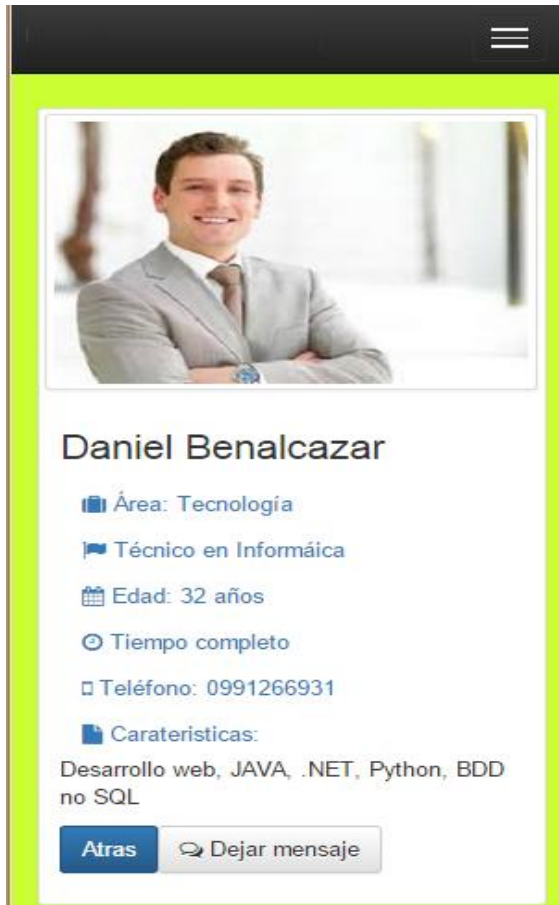 Daniel Benalcazar
Área: Tecnología
Técnico en Informáica
Edad: 32 años
Tiempo completo
Teléfono: 0991266931
Carateristicas:
Desarrollo web, JAVA, .NET, Python, BDD
no SQL
Atras
Dejar mensaje